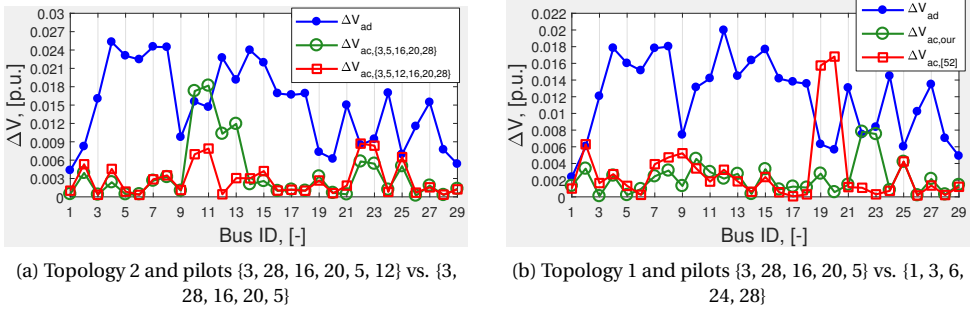 0.03
0.027
0.024
0.021
0.018
0.015
0.012
0.009
0.006
0.003
0
ΔV, [p.u.]
1 3 5 7 9 11 13 15 17 19 21 23 25 27 29
Bus ID, [-]
ΔV_ad
ΔV_ac,{3,5,16,20,28}
ΔV_ac,{3,5,12,16,20,28}
(a) Topology 2 and pilots {3, 28, 16, 20, 5, 12} vs. {3,
28, 16, 20, 5}
0.022
0.02
0.018
0.016
0.014
0.012
0.01
0.008
0.006
0.004
0.002
0
ΔV, [p.u.]
1 3 5 7 9 11 13 15 17 19 21 23 25 27 29
Bus ID, [-]
ΔV_ad
ΔV_ac,our
ΔV_ac,[52]
(b) Topology 1 and pilots {3, 28, 16, 20, 5} vs. {1, 3, 6,
24, 28}